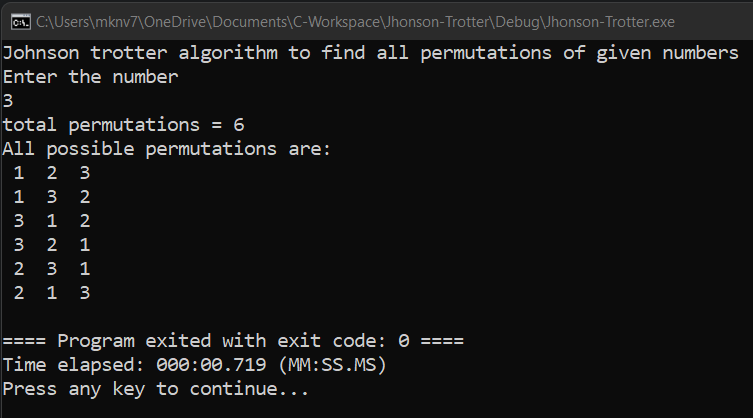 C:\Users\mknv7\OneDrive\Documents\C-Workspace\Jhonson-Trotter\Debug\Jhonson-Trotter.exe
Johnson trotter algorithm to find all permutations of given numbers
Enter the number
3
total permutations = 6
All possible permutations are:
 1  2  3
 1  3  2
 3  1  2
 3  2  1
 2  3  1
 2  1  3

==== Program exited with exit code: 0 ====
Time elapsed: 000:00.719 (MM:SS.MS)
Press any key to continue...